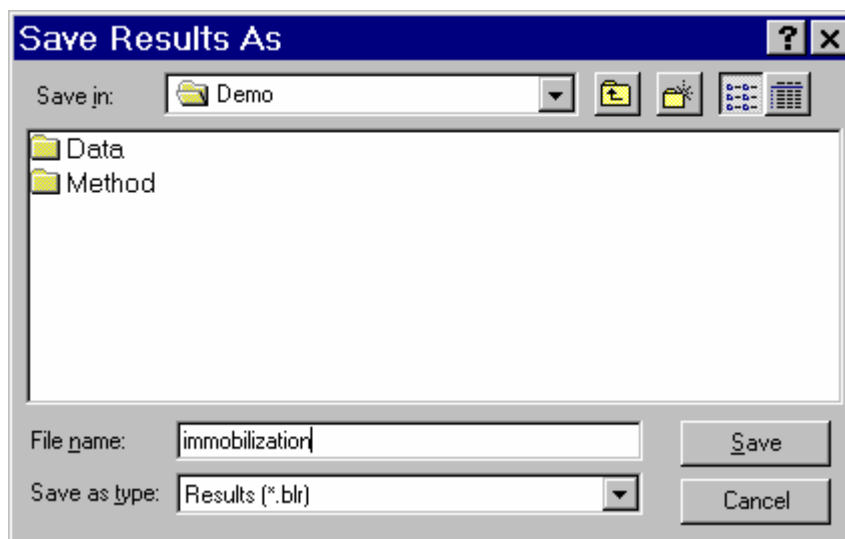 Save Results As
Save in: Demo
Data
Method
File name: immobilization Save
Save as type: Results (*.blr) Cancel